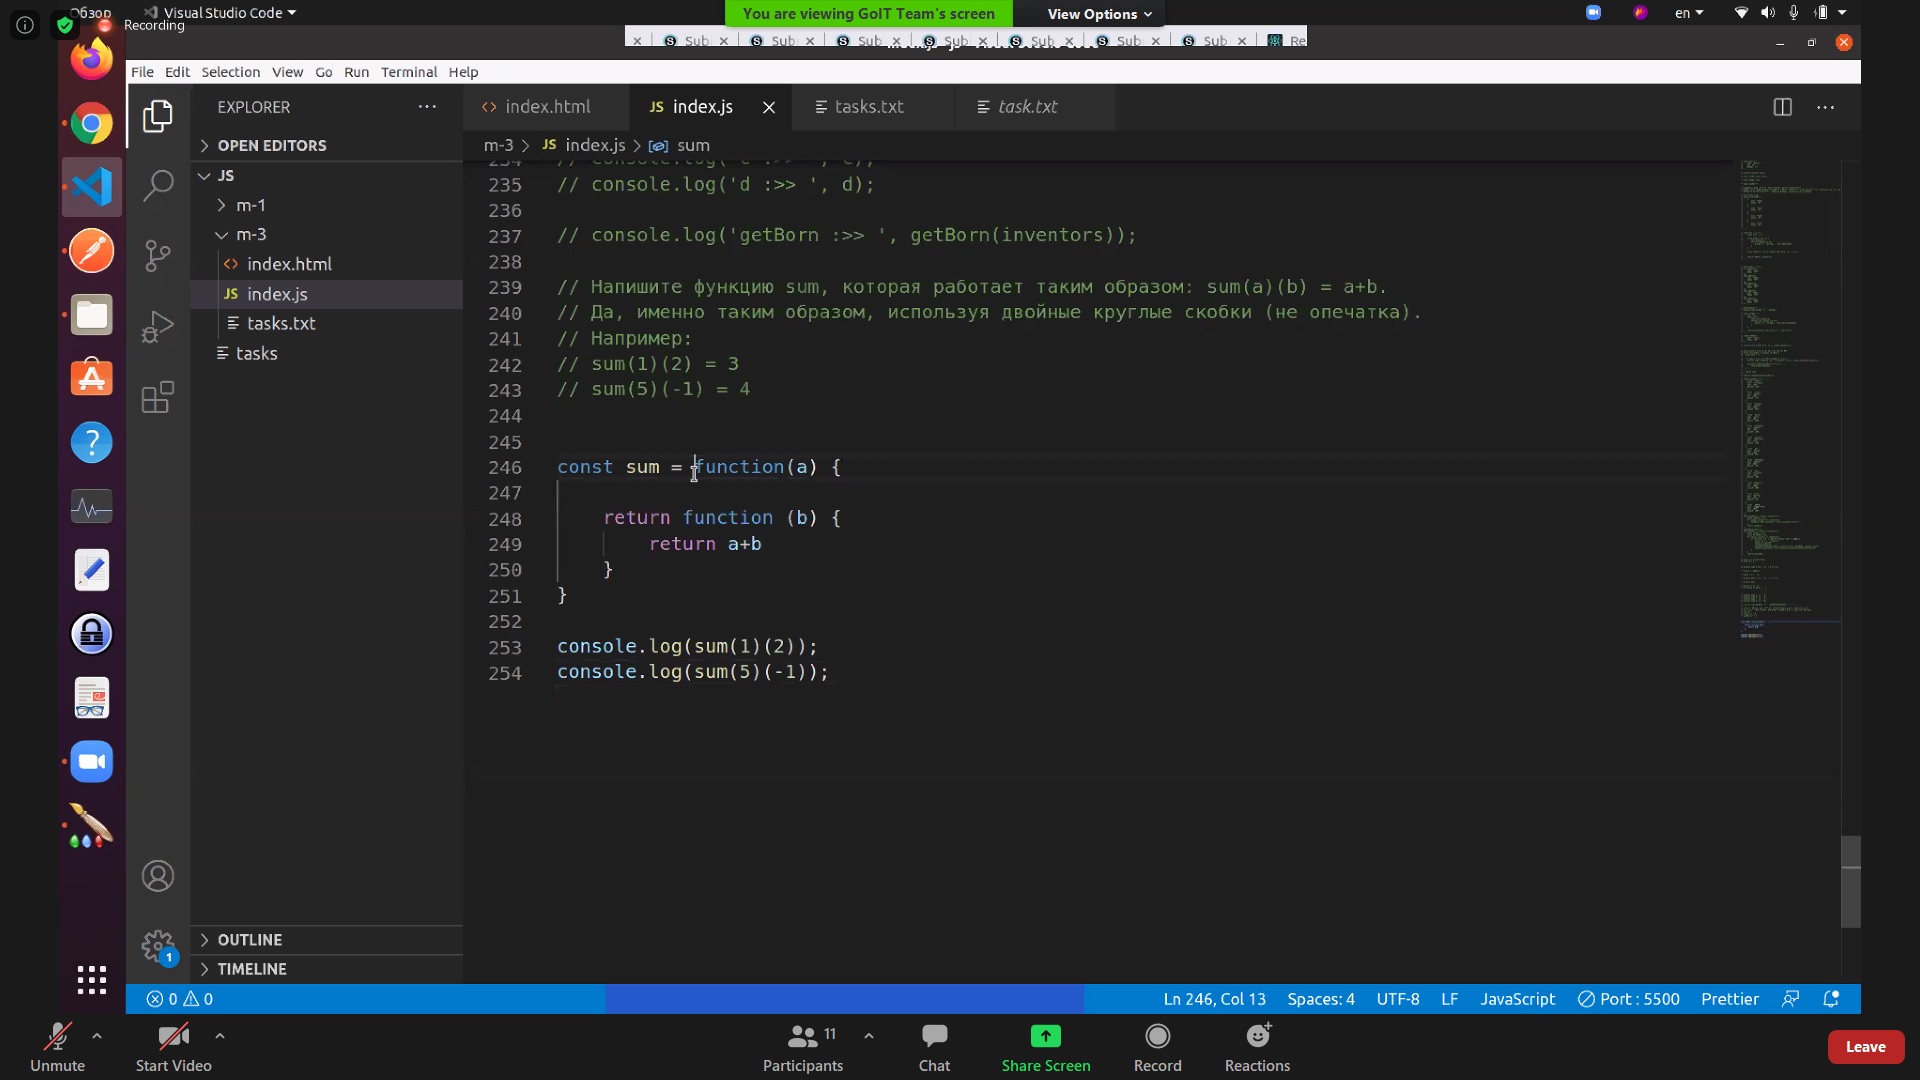 Обзор
Visual Studio Code
Recording
You are viewing GoIT Team's screen
View Options
en
Sub
Sub
Sub
Sub
Sub
Sub
Sub
Re
File Edit Selection View Go Run Terminal Help
EXPLORER
OPEN EDITORS
JS
m-1
m-3
index.html
JS index.js
tasks.txt
tasks
OUTLINE
TIMELINE
index.html
JS index.js
tasks.txt
task.txt
m-3 > JS index.js > sum
235 // console.log('d :>> ', d);
236
237 // console.log('getBorn :>> ', getBorn(inventors));
238
239 // Напишите функцию sum, которая работает таким образом: sum(a)(b) = a+b.
240 // Да, именно таким образом, используя двойные круглые скобки (не опечатка).
241 // Например:
242 // sum(1)(2) = 3
243 // sum(5)(-1) = 4
244
245
246 const sum = function(a) {
247
248 return function (b) {
249 return a+b
250 }
251 }
252
253 console.log(sum(1)(2));
254 console.log(sum(5)(-1));
1
0 0
Ln 246, Col 13 Spaces: 4 UTF-8 LF JavaScript Port : 5500 Prettier
Unmute
Start Video
11
Participants
Chat
Share Screen
Record
Reactions
Leave